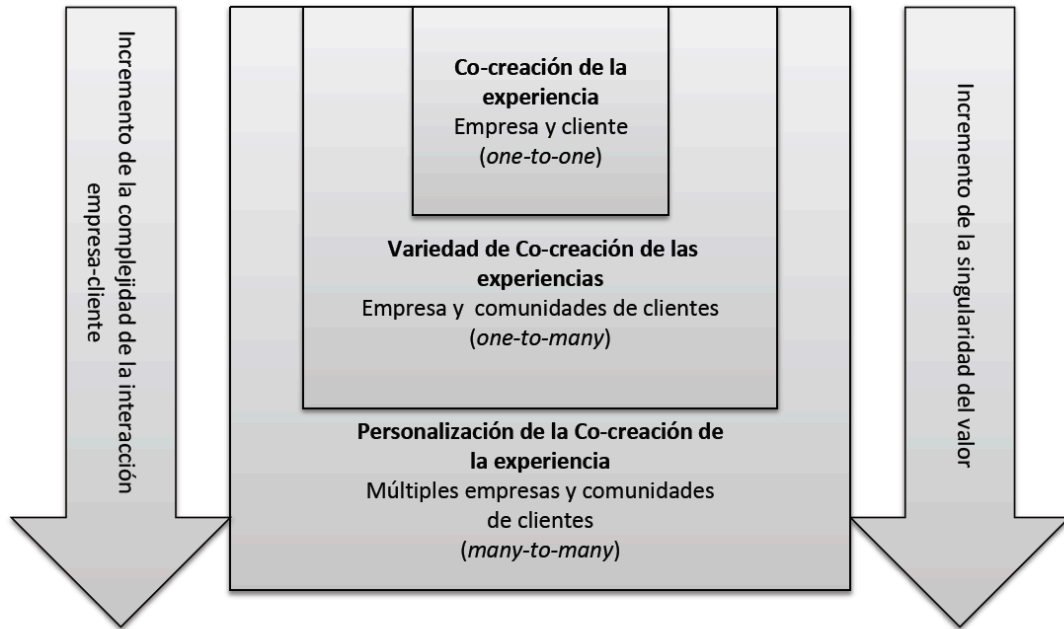 Incremento de la complejidad de la interacción
empresa-cliente
Co-creación de la
experiencia
Empresa y cliente
(one-to-one)
Variedad de Co-creación de las
experiencias
Empresa y  comunidades de clientes
(one-to-many)
Personalización de la Co-creación de
la experiencia
Múltiples empresas y comunidades
de clientes
(many-to-many)
Incremento de la singularidad del valor